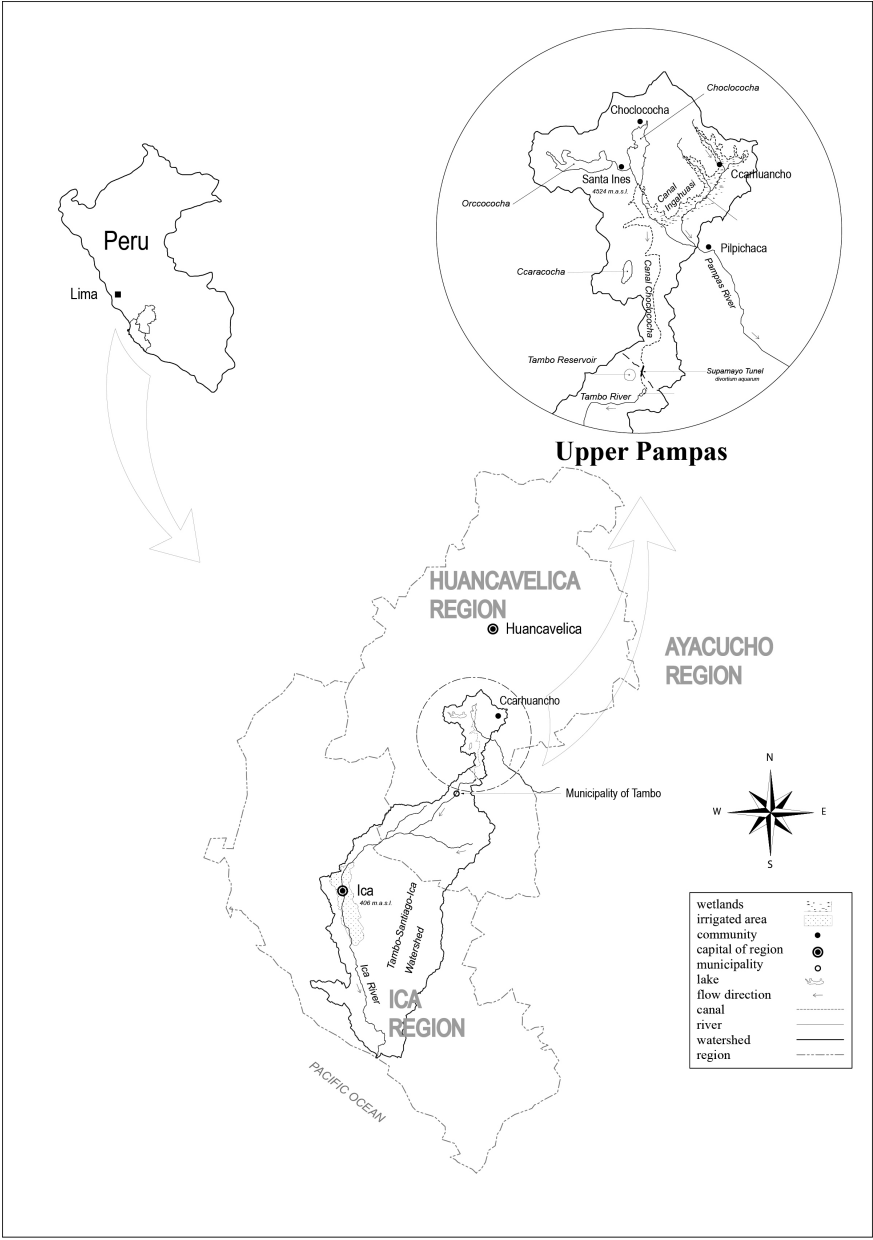 Choclococha
Choclococha
Ccarhuancho
Santa Ines
4524 m.a.s.l.
Canal
Ingahuasi
Orccococha
Peru
Pilpichaca
Ccaracocha
Canal Choclococha
Pampas River
Lima
Tambo Reservoir
Supamayo Tunel
divortium aquarum
Tambo River
Upper Pampas
HUANCAVELICA
REGION
Huancavelica
AYACUCHO
REGION
Ccarhuancho
Municipality of Tambo
N
W
E
S
Ica
406 m.a.s.l.
Tambo-Santiago-Ica
Watershed
Ica River
ICA
REGION
PACIFIC OCEAN
wetlands
irrigated area
community
capital of region
municipality
lake
flow direction
canal
river
watershed
region